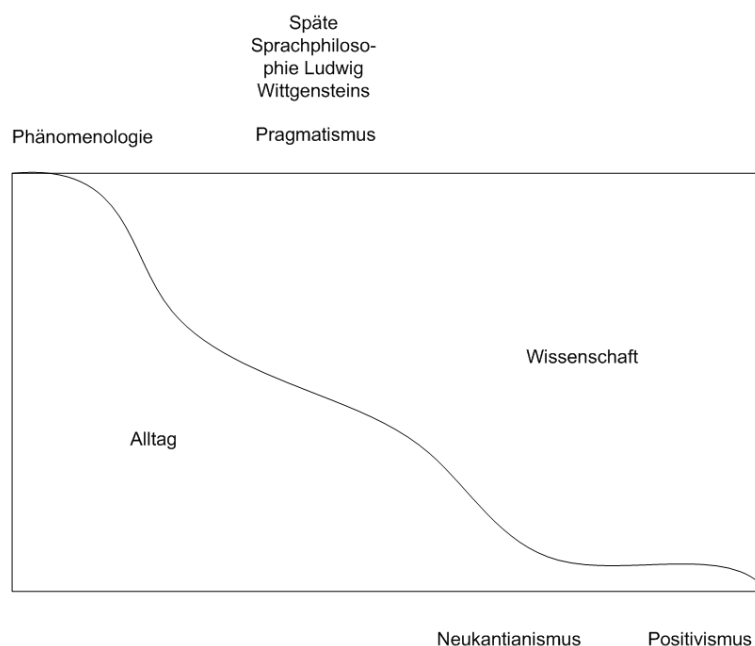 Späte
Sprachphiloso-
phie Ludwig
Wittgensteins
Phänomenologie
Pragmatismus
Wissenschaft
Alltag
Neukantianismus
Positivismus